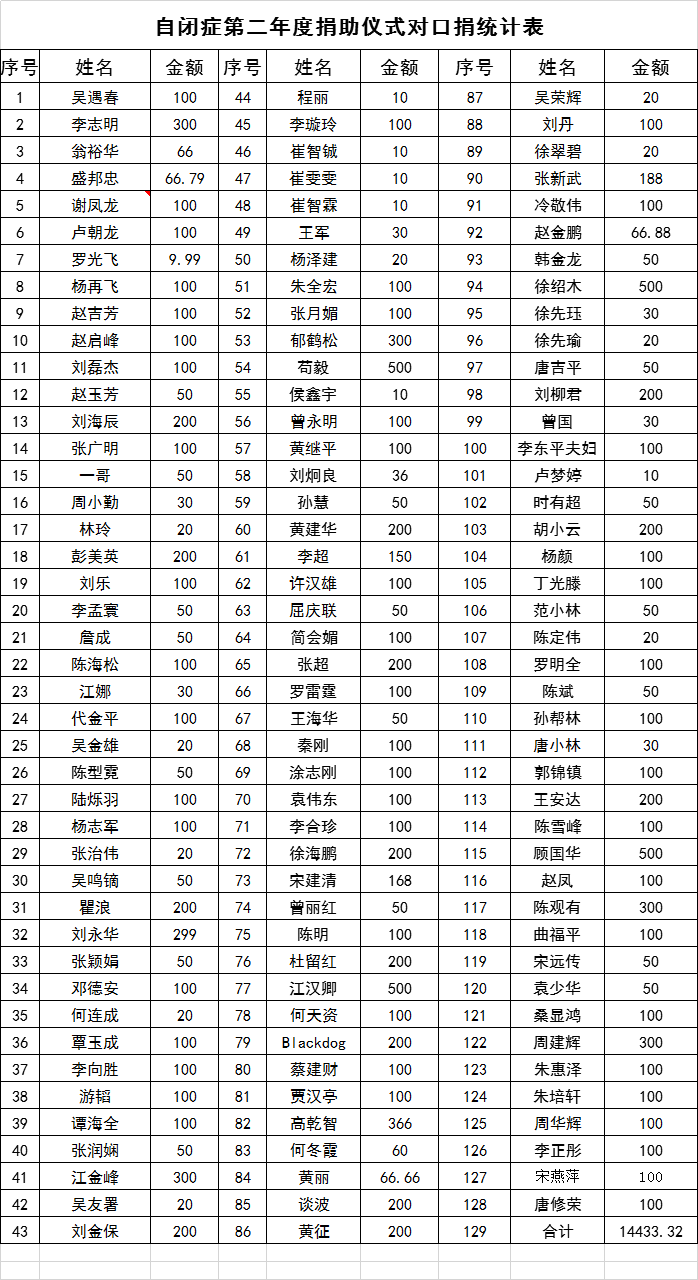 自闭症第二年度捐助仪式对口捐统计表
序号 姓名 金额 序号 姓名 金额 序号 姓名 金额
1 吴遇春 100 44 程丽 10 87 吴荣辉 20
2 李志明 300 45 李璇玲 100 88 刘丹 100
3 翁裕华 66 46 崔智铖 10 89 徐翠碧 20
4 盛邦忠 66.79 47 崔雯雯 10 90 张新武 188
5 谢凤龙 100 48 崔智霖 10 91 冷敬伟 100
6 卢朝龙 100 49 王军 30 92 赵金鹏 66.88
7 罗光飞 9.99 50 杨泽建 20 93 韩金龙 50
8 杨再飞 100 51 朱全宏 100 94 徐绍木 500
9 赵吉芳 100 52 张月媚 100 95 徐先珏 30
10 赵启峰 100 53 郁鹤松 300 96 徐先瑜 20
11 刘磊杰 100 54 苟毅 500 97 唐吉平 50
12 赵玉芳 50 55 侯鑫宇 10 98 刘柳君 200
13 刘海辰 200 56 曾永明 100 99 曾国 30
14 张广明 100 57 黄继平 100 100 李东平夫妇 100
15 一哥 50 58 刘炯良 36 101 卢梦婷 10
16 周小勤 30 59 孙慧 50 102 时有超 50
17 林玲 20 60 黄建华 200 103 胡小云 200
18 彭美英 200 61 李超 150 104 杨颜 100
19 刘乐 100 62 许汉雄 100 105 丁光滕 100
20 李孟寰 50 63 屈庆联 50 106 范小林 50
21 詹成 50 64 简会媚 100 107 陈定伟 20
22 陈海松 100 65 张超 200 108 罗明全 100
23 江娜 30 66 罗雷霆 100 109 陈斌 50
24 代金平 100 67 王海华 50 110 孙帮林 100
25 吴金雄 20 68 秦刚 100 111 唐小林 30
26 陈型霓 50 69 涂志刚 100 112 郭锦镇 100
27 陆烁羽 100 70 袁伟东 100 113 王安达 200
28 杨志军 100 71 李合珍 100 114 陈雪峰 100
29 张治伟 20 72 徐海鹏 200 115 顾国华 500
30 吴鸣镝 50 73 宋建清 168 116 赵凤 100
31 瞿浪 200 74 曾丽红 50 117 陈观有 300
32 刘永华 299 75 陈明 100 118 曲福平 100
33 张颖娟 50 76 杜留红 200 119 宋远传 50
34 邓德安 100 77 江汉卿 500 120 袁少华 50
35 何连成 20 78 何天资 100 121 桑显鸿 100
36 覃玉成 100 79 Blackdog 200 122 周建辉 300
37 李向胜 100 80 蔡建财 100 123 朱惠泽 100
38 游韬 100 81 贾汉亭 100 124 朱培轩 100
39 谭海全 100 82 高乾智 366 125 周华辉 100
40 张润娴 50 83 何冬霞 60 126 李正彤 100
41 江金峰 300 84 黄丽 66.66 127 宋燕萍 100
42 吴友署 20 85 谈波 200 128 唐修荣 100
43 刘金保 200 86 黄征 200 129 合计 14433.32